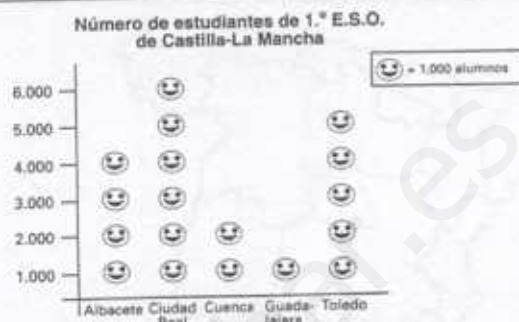 Número de estudiantes de 1.º E.S.O.
de Castilla-La Mancha
= 1.000 alumnos
6.000
5.000
4.000
3.000
2.000
1.000
Albacete Ciudad Real Cuenca Guada-lajara Toledo